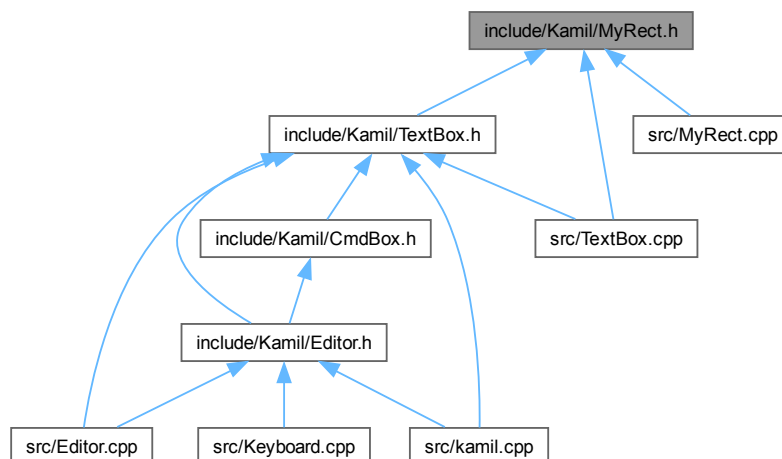 include/Kamil/MyRect.h
include/Kamil/TextBox.h
src/MyRect.cpp
include/Kamil/CmdBox.h
src/TextBox.cpp
include/Kamil/Editor.h
src/Editor.cpp
src/Keyboard.cpp
src/kamil.cpp